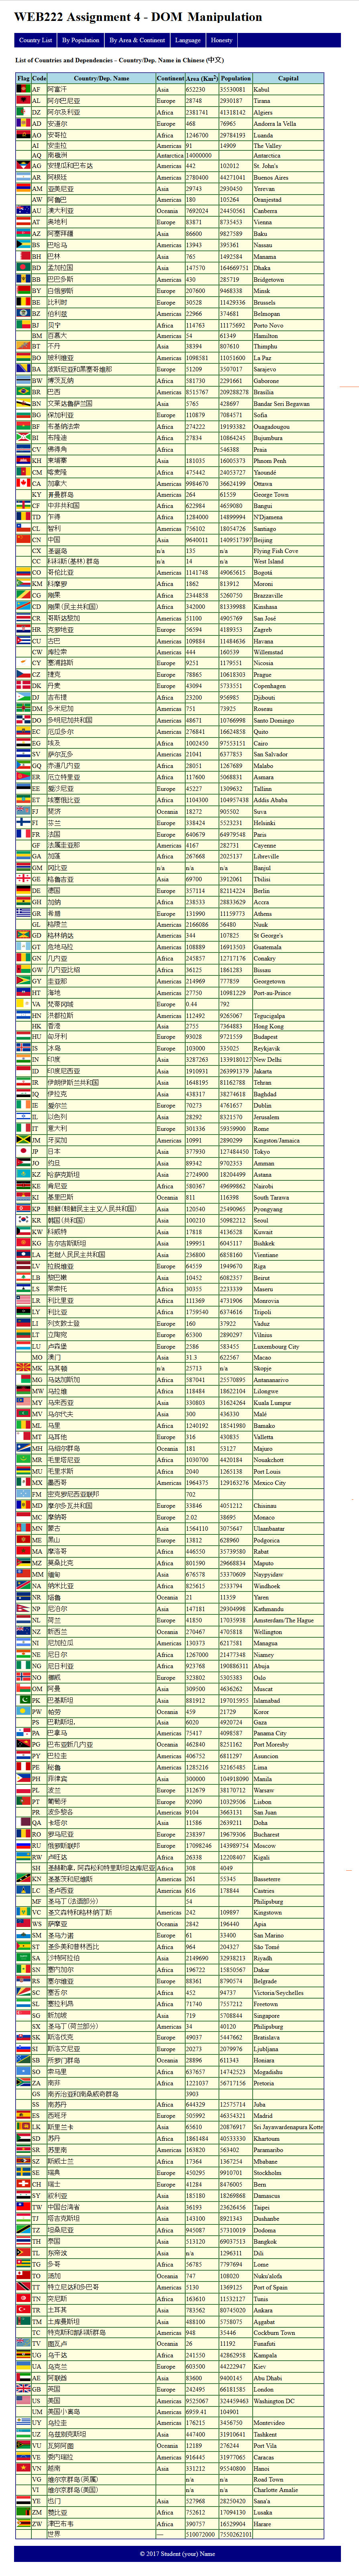 WEB222 Assignment 4 - DOM Manipulation
Country List By Population By Area & Continent Language Honesty
List of Countries and Dependencies - Country/Dep. Name in Chinese (中文)
Flag Code Country/Dep. Name Continent Area (Km²) Population Capital
AF 阿富汗 Asia 652230 35530081 Kabul
AL 阿尔巴尼亚 Europe 28748 2930187 Tirana
DZ 阿尔及利亚 Africa 2381741 41318142 Algiers
AD 安道尔 Europe 468 76965 Andorra la Vella
AO 安哥拉 Africa 1246700 29784193 Luanda
AI 安圭拉 Americas 91 14909 The Valley
AQ 南极洲 Antarctica 14000000 Antarctica
AG 安提瓜和巴布达 Americas 442 102012 St. John's
AR 阿根廷 Americas 2780400 44271041 Buenos Aires
AM 亚美尼亚 Asia 29743 2930450 Yerevan
AW 阿鲁巴 Americas 180 105264 Oranjestad
AU 澳大利亚 Oceania 7692024 24450561 Canberra
AT 奥地利 Europe 83871 8735453 Vienna
AZ 阿塞拜疆 Asia 86600 9827589 Baku
BS 巴哈马 Americas 13943 395361 Nassau
BH 巴林 Asia 765 1492584 Manama
BD 孟加拉国 Asia 147570 164669751 Dhaka
BB 巴巴多斯 Americas 430 285719 Bridgetown
BY 白俄罗斯 Europe 207600 9468338 Minsk
BE 比利时 Europe 30528 11429336 Brussels
BZ 伯利兹 Americas 22966 374681 Belmopan
BJ 贝宁 Africa 114763 11175692 Porto Novo
BM 百慕大 Americas 54 61349 Hamilton
BT 不丹 Asia 38394 807610 Thimphu
BO 玻利维亚 Americas 1098581 11051600 La Paz
BA 波斯尼亚和黑塞哥维那 Europe 51209 3507017 Sarajevo
BW 博茨瓦纳 Africa 581730 2291661 Gaborone
BR 巴西 Americas 8515767 209288278 Brasilia
BN 文莱达鲁萨兰国 Asia 5765 428697 Bandar Seri Begawan
BG 保加利亚 Europe 110879 7084571 Sofia
BF 布基纳法索 Africa 274222 19193382 Ouagadougou
BI 布隆迪 Africa 27834 10864245 Bujumbura
CV 佛得角 Africa 546388 Praia
KH 柬埔寨 Asia 181035 16005373 Phnom Penh
CM 喀麦隆 Africa 475442 24053727 Yaoundé
CA 加拿大 Americas 9984670 36624199 Ottawa
KY 开曼群岛 Americas 264 61559 George Town
CF 中非共和国 Africa 622984 4659080 Bangui
TD 乍得 Africa 1284000 14899994 N'Djamena
CL 智利 Americas 756102 18054726 Santiago
CN 中国 Asia 9640011 1409517397 Beijing
CX 圣诞岛 n/a 135 n/a Flying Fish Cove
CC 科科斯(基林)群岛 n/a 14 n/a West Island
CO 哥伦比亚 Americas 1141748 49065615 Bogotá
KM 科摩罗 Africa 1862 813912 Moroni
CG 刚果 Africa 2344858 5260750 Brazzaville
CD 刚果(民主共和国) Africa 342000 81339988 Kinshasa
CR 哥斯达黎加 Americas 51100 4905769 San José
HR 克罗地亚 Europe 56594 4189353 Zagreb
CU 古巴 Americas 109884 11484636 Havana
CW 库拉索 Americas 444 160539 Willemstad
CY 塞浦路斯 Europe 9251 1179551 Nicosia
CZ 捷克 Europe 78865 10618303 Prague
DK 丹麦 Europe 43094 5733551 Copenhagen
DJ 吉布提 Africa 23200 956985 Djibouti
DM 多米尼加 Americas 751 73925 Roseau
DO 多明尼加共和国 Americas 48671 10766998 Santo Domingo
EC 厄瓜多尔 Americas 276841 16624858 Quito
EG 埃及 Africa 1002450 97553151 Cairo
SV 萨尔瓦多 Americas 21041 6377853 San Salvador
GQ 赤道几内亚 Africa 28051 1267689 Malabo
ER 厄立特里亚 Africa 117600 5068831 Asmara
EE 爱沙尼亚 Europe 45227 1309632 Tallinn
ET 埃塞俄比亚 Africa 1104300 104957438 Addis Ababa
FJ 斐济 Oceania 18272 905502 Suva
FI 芬兰 Europe 338424 5523231 Helsinki
FR 法国 Europe 640679 64979548 Paris
GF 法属圭亚那 Americas 4167 282731 Cayenne
GA 加蓬 Africa 267668 2025137 Libreville
GM 冈比亚 n/a n/a n/a Banjul
GE 格鲁吉亚 Asia 69700 3912061 Tbilisi
DE 德国 Europe 357114 82114224 Berlin
GH 加纳 Africa 238533 28833629 Accra
GR 希腊 Europe 131990 11159773 Athens
GL 格陵兰 Americas 2166086 56480 Nuuk
GD 格林纳达 Americas 344 107825 St George's
GT 危地马拉 Americas 108889 16913503 Guatemala
GN 几内亚 Africa 245857 12717176 Conakry
GW 几内亚比绍 Africa 36125 1861283 Bissau
GY 圭亚那 Americas 214969 777859 Georgetown
HT 海地 Americas 27750 10981229 Port-au-Prince
VA 梵蒂冈城 Europe 0.44 792
HN 洪都拉斯 Americas 112492 9265067 Tegucigalpa
HK 香港 Asia 2755 7364883 Hong Kong
HU 匈牙利 Europe 93028 9721559 Budapest
IS 冰岛 Europe 103000 335025 Reykjavik
IN 印度 Asia 3287263 1339180127 New Delhi
ID 印度尼西亚 Asia 1910931 263991379 Jakarta
IR 伊朗伊斯兰共和国 Asia 1648195 81162788 Tehran
IQ 伊拉克 Asia 438317 38274618 Baghdad
IE 爱尔兰 Europe 70273 4761657 Dublin
IL 以色列 Asia 28292 8321570 Jerusalem
IT 意大利 Europe 301336 59359900 Rome
JM 牙买加 Americas 10991 2890299 Kingston/Jamaica
JP 日本 Asia 377930 127484450 Tokyo
JO 约旦 Asia 89342 9702353 Amman
KZ 哈萨克斯坦 Asia 2724900 18204499 Astana
KE 肯尼亚 Africa 580367 49699862 Nairobi
KI 基里巴斯 Oceania 811 116398 South Tarawa
KP 朝鲜(朝鲜民主主义人民共和国) Asia 120540 25490965 Pyongyang
KR 韩国(共和国) Asia 100210 50982212 Seoul
KW 科威特 Asia 17818 4136528 Kuwait
KG 吉尔吉斯斯坦 Asia 199951 6045117 Bishkek
LA 老挝人民民主共和国 Asia 236800 6858160 Vientiane
LV 拉脱维亚 Europe 64559 1949670 Riga
LB 黎巴嫩 Asia 10452 6082357 Beirut
LS 莱索托 Africa 30355 2233339 Maseru
LR 利比里亚 Africa 111369 4731906 Monrovia
LY 利比亚 Africa 1759540 6374616 Tripoli
LI 列支敦士登 Europe 160 37922 Vaduz
LT 立陶宛 Europe 65300 2890297 Vilnius
LU 卢森堡 Europe 2586 583455 Luxembourg City
MO 澳门 Asia 31.3 622567 Macao
MK 马其顿 n/a 25713 n/a Skopje
MG 马达加斯加 Africa 587041 25570895 Antananarivo
MW 马拉维 Africa 118484 18622104 Lilongwe
MY 马来西亚 Asia 330803 31624264 Kuala Lumpur
MV 马尔代夫 Asia 300 436330 Malé
ML 马里 Africa 1240192 18541980 Bamako
MT 马耳他 Europe 316 430835 Valletta
MH 马绍尔群岛 Oceania 181 53127 Majuro
MR 毛里塔尼亚 Africa 1030700 4420184 Nouakchott
MU 毛里求斯 Africa 2040 1265138 Port Louis
MX 墨西哥 Americas 1964375 129163276 Mexico City
FM 密克罗尼西亚联邦 702
MD 摩尔多瓦共和国 Europe 33846 4051212 Chisinau
MC 摩纳哥 Europe 2.02 38695 Monaco
MN 蒙古 Asia 1564110 3075647 Ulaanbaatar
ME 黑山 Europe 13812 628960 Podgorica
MA 摩洛哥 Africa 446550 35739580 Rabat
MZ 莫桑比克 Africa 801590 29668834 Maputo
MM 缅甸 Asia 676578 53370609 Naypyidaw
NA 纳米比亚 Africa 825615 2533794 Windhoek
NR 瑙鲁 Oceania 21 11359 Yaren
NP 尼泊尔 Asia 147181 29304998 Kathmandu
NL 荷兰 Europe 41850 17035938 Amsterdam/The Hague
NZ 新西兰 Oceania 270467 4705818 Wellington
NI 尼加拉瓜 Americas 130373 6217581 Managua
NE 尼日尔 Africa 1267000 21477348 Niamey
NG 尼日利亚 Africa 923768 190886311 Abuja
NO 挪威 Europe 323802 5305383 Oslo
OM 阿曼 Asia 309500 4636262 Muscat
PK 巴基斯坦 Asia 881912 197015955 Islamabad
PW 帕劳 Oceania 459 21729 Koror
PS 巴勒斯坦, Asia 6020 4920724 Gaza
PA 巴拿马 Americas 75417 4098587 Panama City
PG 巴布亚新几内亚 Oceania 462840 8251162 Port Moresby
PY 巴拉圭 Americas 406752 6811297 Asuncion
PE 秘鲁 Americas 1285216 32165485 Lima
PH 菲律宾 Asia 300000 104918090 Manila
PL 波兰 Europe 312679 38170712 Warsaw
PT 葡萄牙 Europe 92090 10329506 Lisbon
PR 波多黎各 Americas 9104 3663131 San Juan
QA 卡塔尔 Asia 11586 2639211 Doha
RO 罗马尼亚 Europe 238397 19679306 Bucharest
RU 俄罗斯联邦 Europe 17098246 143989754 Moscow
RW 卢旺达 Africa 26338 12208407 Kigali
SH 圣赫勒拿, 阿森松和特里斯坦达库尼亚 Africa 308 4049
KN 圣基茨和尼维斯 Americas 261 55345 Basseterre
LC 圣卢西亚 Americas 616 178844 Castries
MF 圣马丁(法国部分) 54 Philipsburg
VC 圣文森特和格林纳丁斯 Americas 242 109897 Kingstown
WS 萨摩亚 Oceania 2842 196440 Apia
SM 圣马力诺 Europe 61 33400 San Marino
ST 圣多美和普林西比 Africa 964 204327 São Tomé
SA 沙特阿拉伯 Asia 2149690 32938213 Riyadh
SN 塞内加尔 Africa 196722 15850567 Dakar
RS 塞尔维亚 Europe 88361 8790574 Belgrade
SC 塞舌尔 Africa 452 94737 Victoria/Seychelles
SL 塞拉利昂 Africa 71740 7557212 Freetown
SG 新加坡 Asia 719 5708844 Singapore
SX 圣马丁(荷兰部分) Americas 34 40120 Philipsburg
SK 斯洛伐克 Europe 49037 5447662 Bratislava
SI 斯洛文尼亚 Europe 20273 2079976 Ljubljana
SB 所罗门群岛 Oceania 28896 611343 Honiara
SO 索马里 Africa 637657 14742523 Mogadishu
ZA 南非 Africa 1221037 56717156 Pretoria
GS 南乔治亚和南桑威奇群岛 3903
SS 南苏丹 Africa 644329 12575714 Juba
ES 西班牙 Europe 505992 46354321 Madrid
LK 斯里兰卡 Asia 65610 20876917 Sri Jayawardenapura Kotte
SD 苏丹 Africa 1861484 40533330 Khartoum
SR 苏里南 Americas 163820 563402 Paramaribo
SZ 斯威士兰 Africa 17364 1367254 Mbabane
SE 瑞典 Europe 450295 9910701 Stockholm
CH 瑞士 Europe 41284 8476005 Bern
SY 叙利亚 Asia 185180 18269868 Damascus
TW 中国台湾省 Asia 36193 23626456 Taipei
TJ 塔吉克斯坦 Asia 143100 8921343 Dushanbe
TZ 坦桑尼亚 Africa 945087 57310019 Dodoma
TH 泰国 Asia 513120 69037513 Bangkok
TL 东帝汶 Asia n/a 1296311 Dili
TG 多哥 Africa 56785 7797694 Lome
TO 汤加 Oceania 747 108020 Nuku'alofa
TT 特立尼达和多巴哥 Americas 5130 1369125 Port of Spain
TN 突尼斯 Africa 163610 11532127 Tunis
TR 土耳其 Asia 783562 80745020 Ankara
TM 土库曼斯坦 Asia 488100 5758075 Aşgabat
TC 特克斯和凯科斯群岛 Americas 948 35446 Cockburn Town
TV 图瓦卢 Oceania 26 11192 Funafuti
UG 乌干达 Africa 241550 42862958 Kampala
UA 乌克兰 Europe 603500 44222947 Kiev
AE 阿联酋 Asia 83600 9400145 Abu Dhabi
GB 英国 Europe 242495 66181585 London
US 美国 Americas 9525067 324459463 Washington DC
UM 美国小离岛 Americas 6959.41 104901
UY 乌拉圭 Americas 176215 3456750 Montevideo
UZ 乌兹别克斯坦 Asia 447400 31910641 Tashkent
VU 瓦努阿图 Oceania 12189 276244 Port Vila
VE 委内瑞拉 Americas 916445 31977065 Caracas
VN 越南 Asia 331212 95540800 Hanoi
VG 维尔京群岛(英属) n/a n/a Road Town
VI 维尔京群岛(美国) n/a n/a Charlotte Amalie
YE 也门 Asia 527968 28250420 Sana'a
ZM 赞比亚 Africa 752612 17094130 Lusaka
ZW 津巴布韦 Africa 390757 16529904 Harare
世界 — 510072000 7550262101
© 2017 Student (your) Name